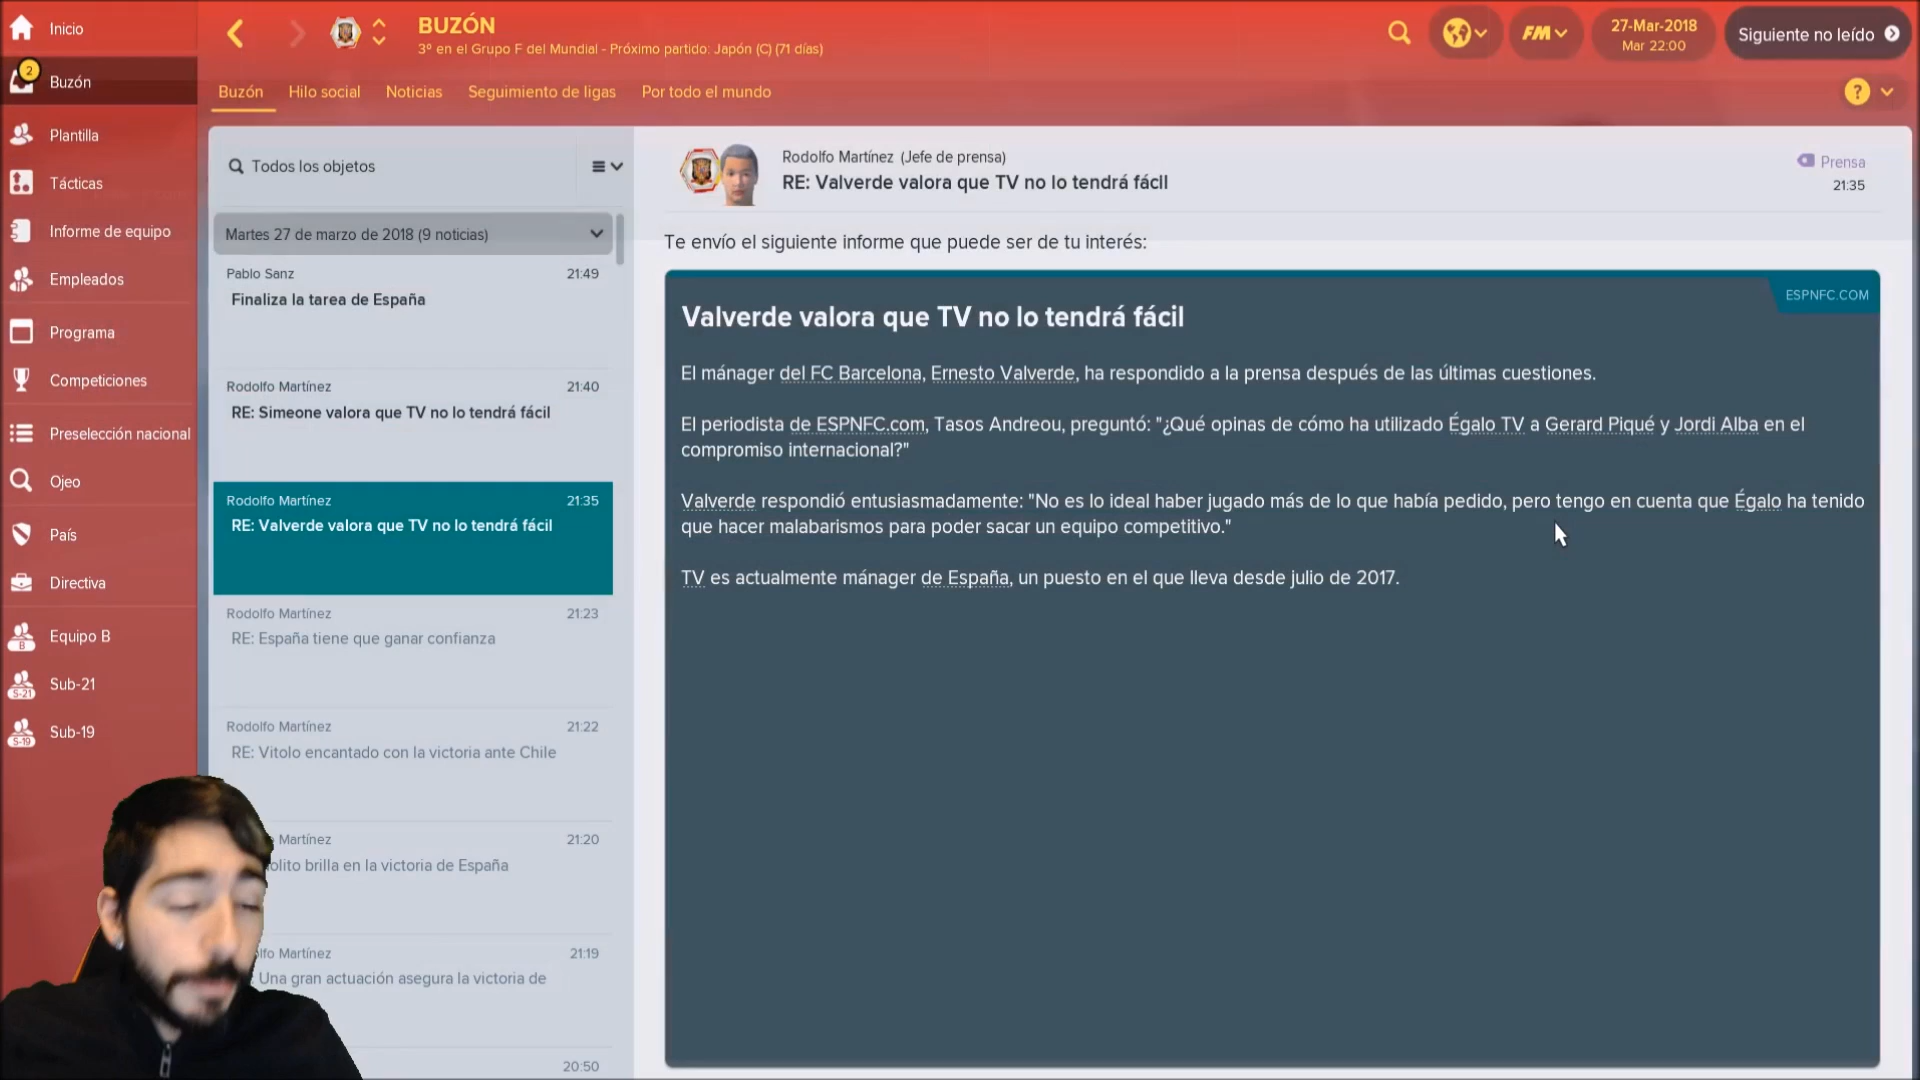 Inicio
2
Buzón
Plantilla
Tácticas
Informe de equipo
Empleados
Programa
Competiciones
Preselección nacional
Ojeo
País
Directiva
B
Equipo B
S-21
Sub-21
S-19
Sub-19
BUZÓN
3º en el Grupo F del Mundial - Próximo partido: Japón (C) (71 días)
FM
27-Mar-2018
Mar 22:00
Siguiente no leído
Buzón
Hilo social
Noticias
Seguimiento de ligas
Por todo el mundo
?
Todos los objetos
Martes 27 de marzo de 2018 (9 noticias)
Pablo Sanz 21:49
Finaliza la tarea de España
Rodolfo Martínez 21:40
RE: Simeone valora que TV no lo tendrá fácil
Rodolfo Martínez 21:35
RE: Valverde valora que TV no lo tendrá fácil
Rodolfo Martínez 21:23
RE: España tiene que ganar confianza
Rodolfo Martínez 21:22
RE: Vitolo encantado con la victoria ante Chile
Martínez 21:20
brilla en la victoria de España
Martínez 21:19
Una gran actuación asegura la victoria de
20:50
Rodolfo Martínez (Jefe de prensa)
RE: Valverde valora que TV no lo tendrá fácil
Prensa
21:35
Te envío el siguiente informe que puede ser de tu interés:
ESPNFC.COM
Valverde valora que TV no lo tendrá fácil
El mánager del FC Barcelona, Ernesto Valverde, ha respondido a la prensa después de las últimas cuestiones.
El periodista de ESPNFC.com, Tasos Andreou, preguntó: "¿Qué opinas de cómo ha utilizado Égalo TV a Gerard Piqué y Jordi Alba en el
compromiso internacional?"
Valverde respondió entusiasmadamente: "No es lo ideal haber jugado más de lo que había pedido, pero tengo en cuenta que Égalo ha tenido
que hacer malabarismos para poder sacar un equipo competitivo."
TV es actualmente mánager de España, un puesto en el que lleva desde julio de 2017.